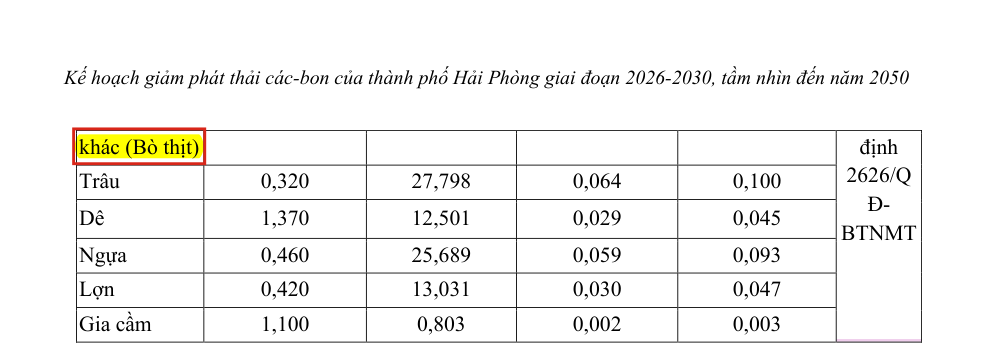 Kế hoạch giảm phát thải các-bon của thành phố Hải Phòng giai đoạn 2026-2030, tầm nhìn đến năm 2050
khác (Bò thịt)
Trâu 0,320 27,798 0,064 0,100
Dê 1,370 12,501 0,029 0,045
Ngựa 0,460 25,689 0,059 0,093
Lợn 0,420 13,031 0,030 0,047
Gia cầm 1,100 0,803 0,002 0,003
định
2626/Q
Đ-
BTNMT